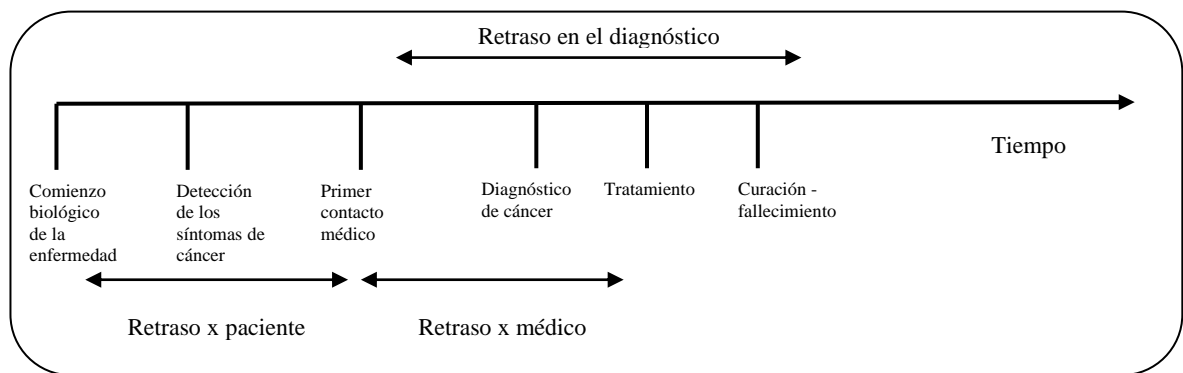 Retraso en el diagnóstico
Tiempo
Comienzo
biológico
de la
enfermedad
Detección
de los
síntomas de
cáncer
Primer
contacto
médico
Diagnóstico
de cáncer
Tratamiento
Curación -
fallecimiento
Retraso x paciente
Retraso x médico